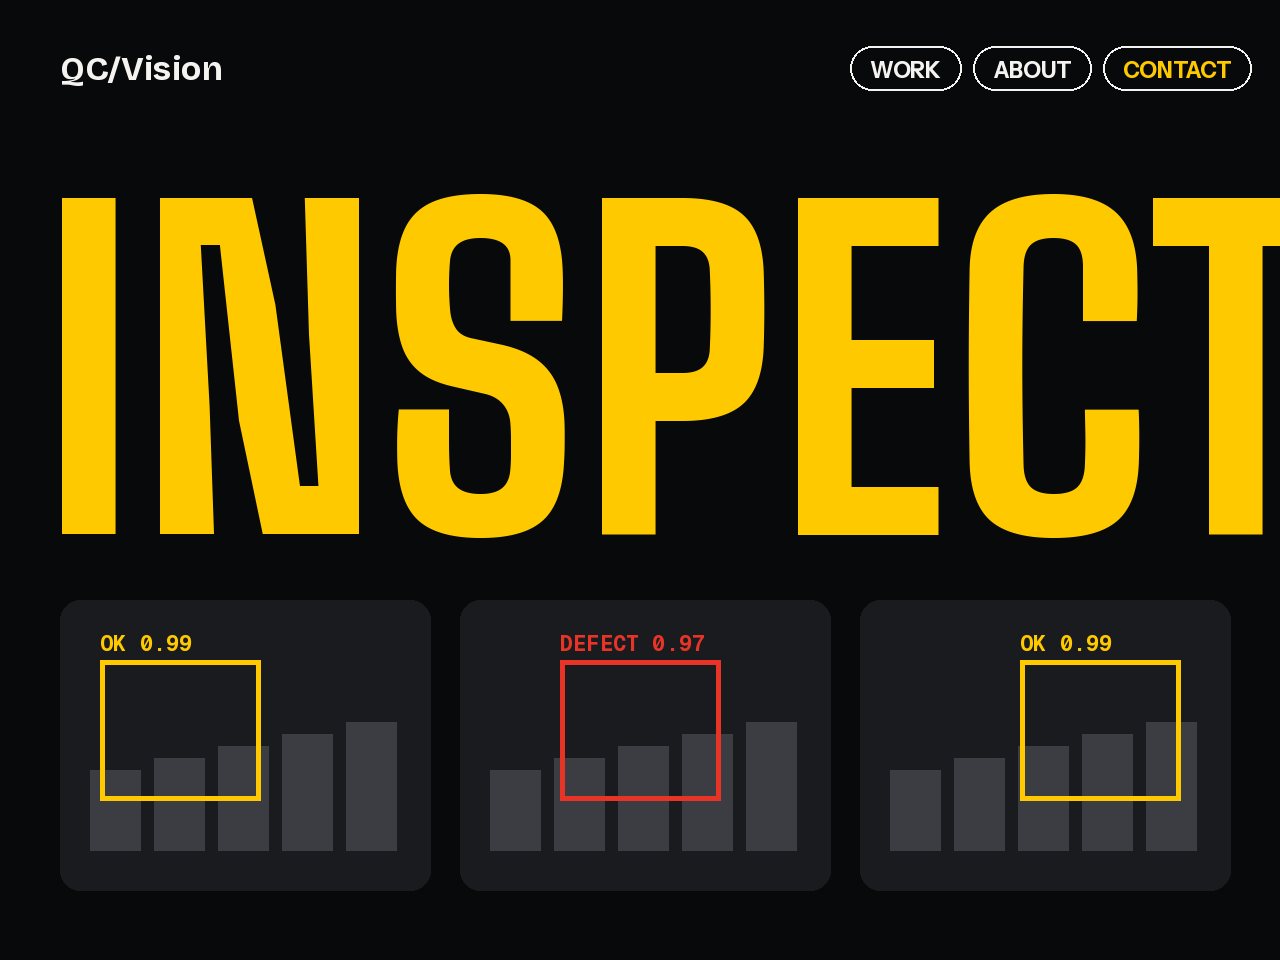 QC/Vision
WORK ABOUT CONTACT
INSPECT
OK 0.99
DEFECT 0.97
OK 0.99